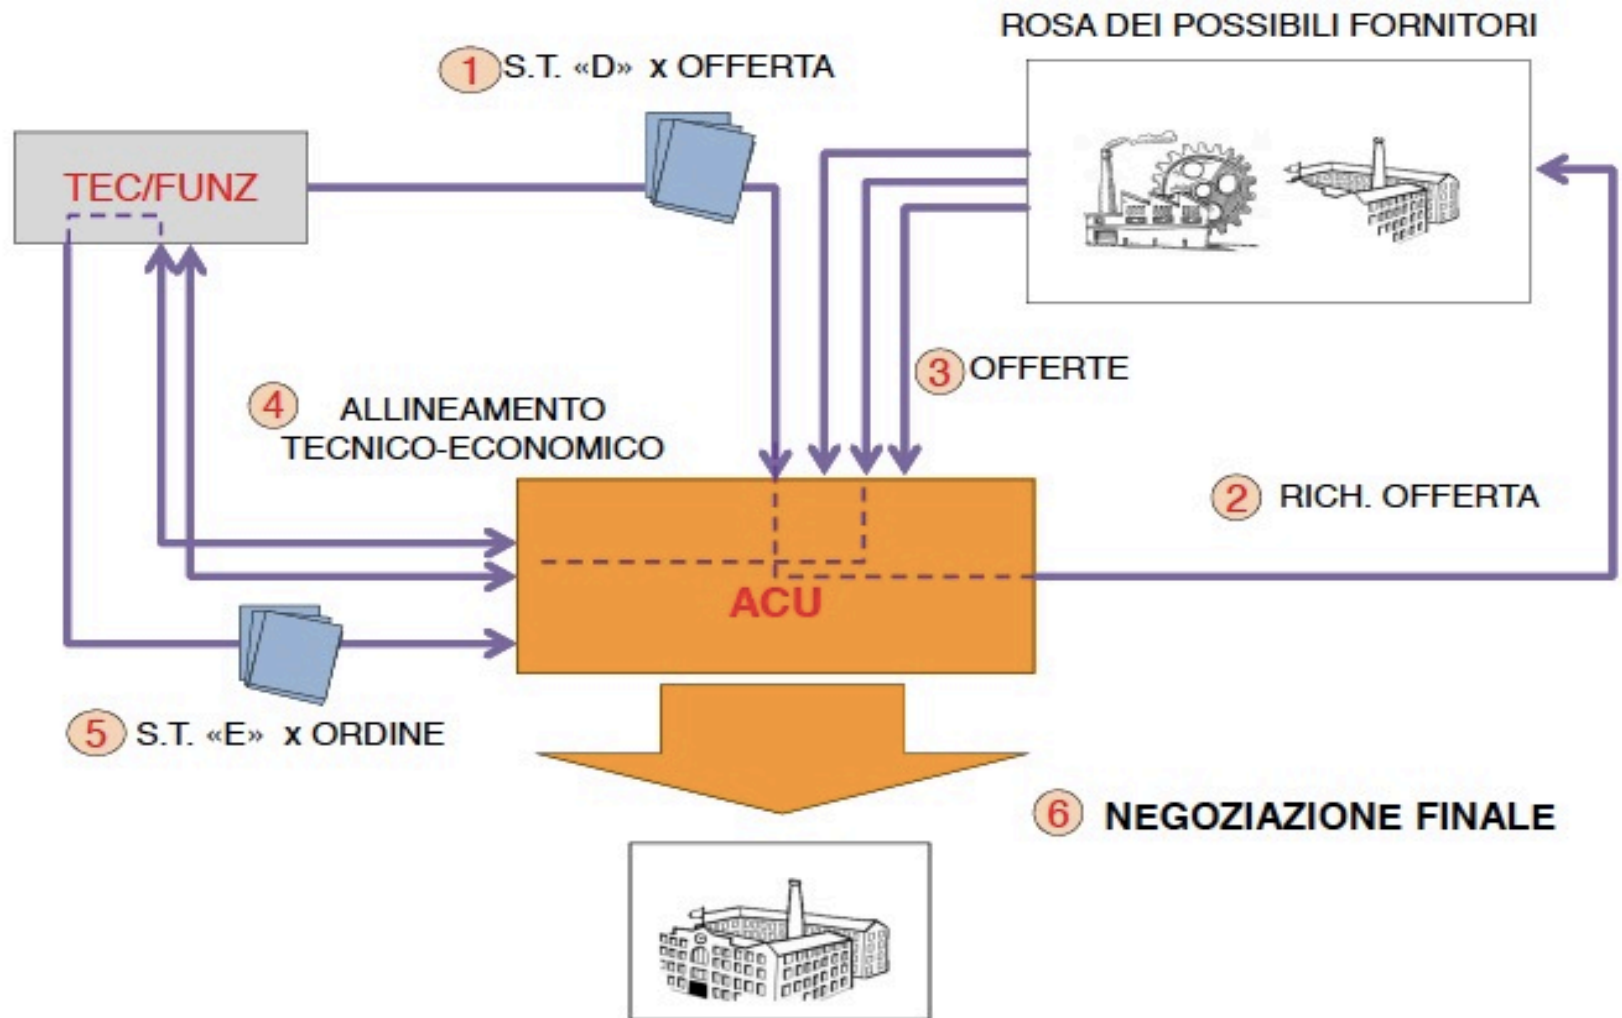 ROSA DEI POSSIBILI FORNITORI
1 S.T. «D» x OFFERTA
TEC/FUNZ
3 OFFERTE
4 ALLINEAMENTO
TECNICO-ECONOMICO
2 RICH. OFFERTA
ACU
5 S.T. «E» x ORDINE
6 NEGOZIAZIONE FINALE